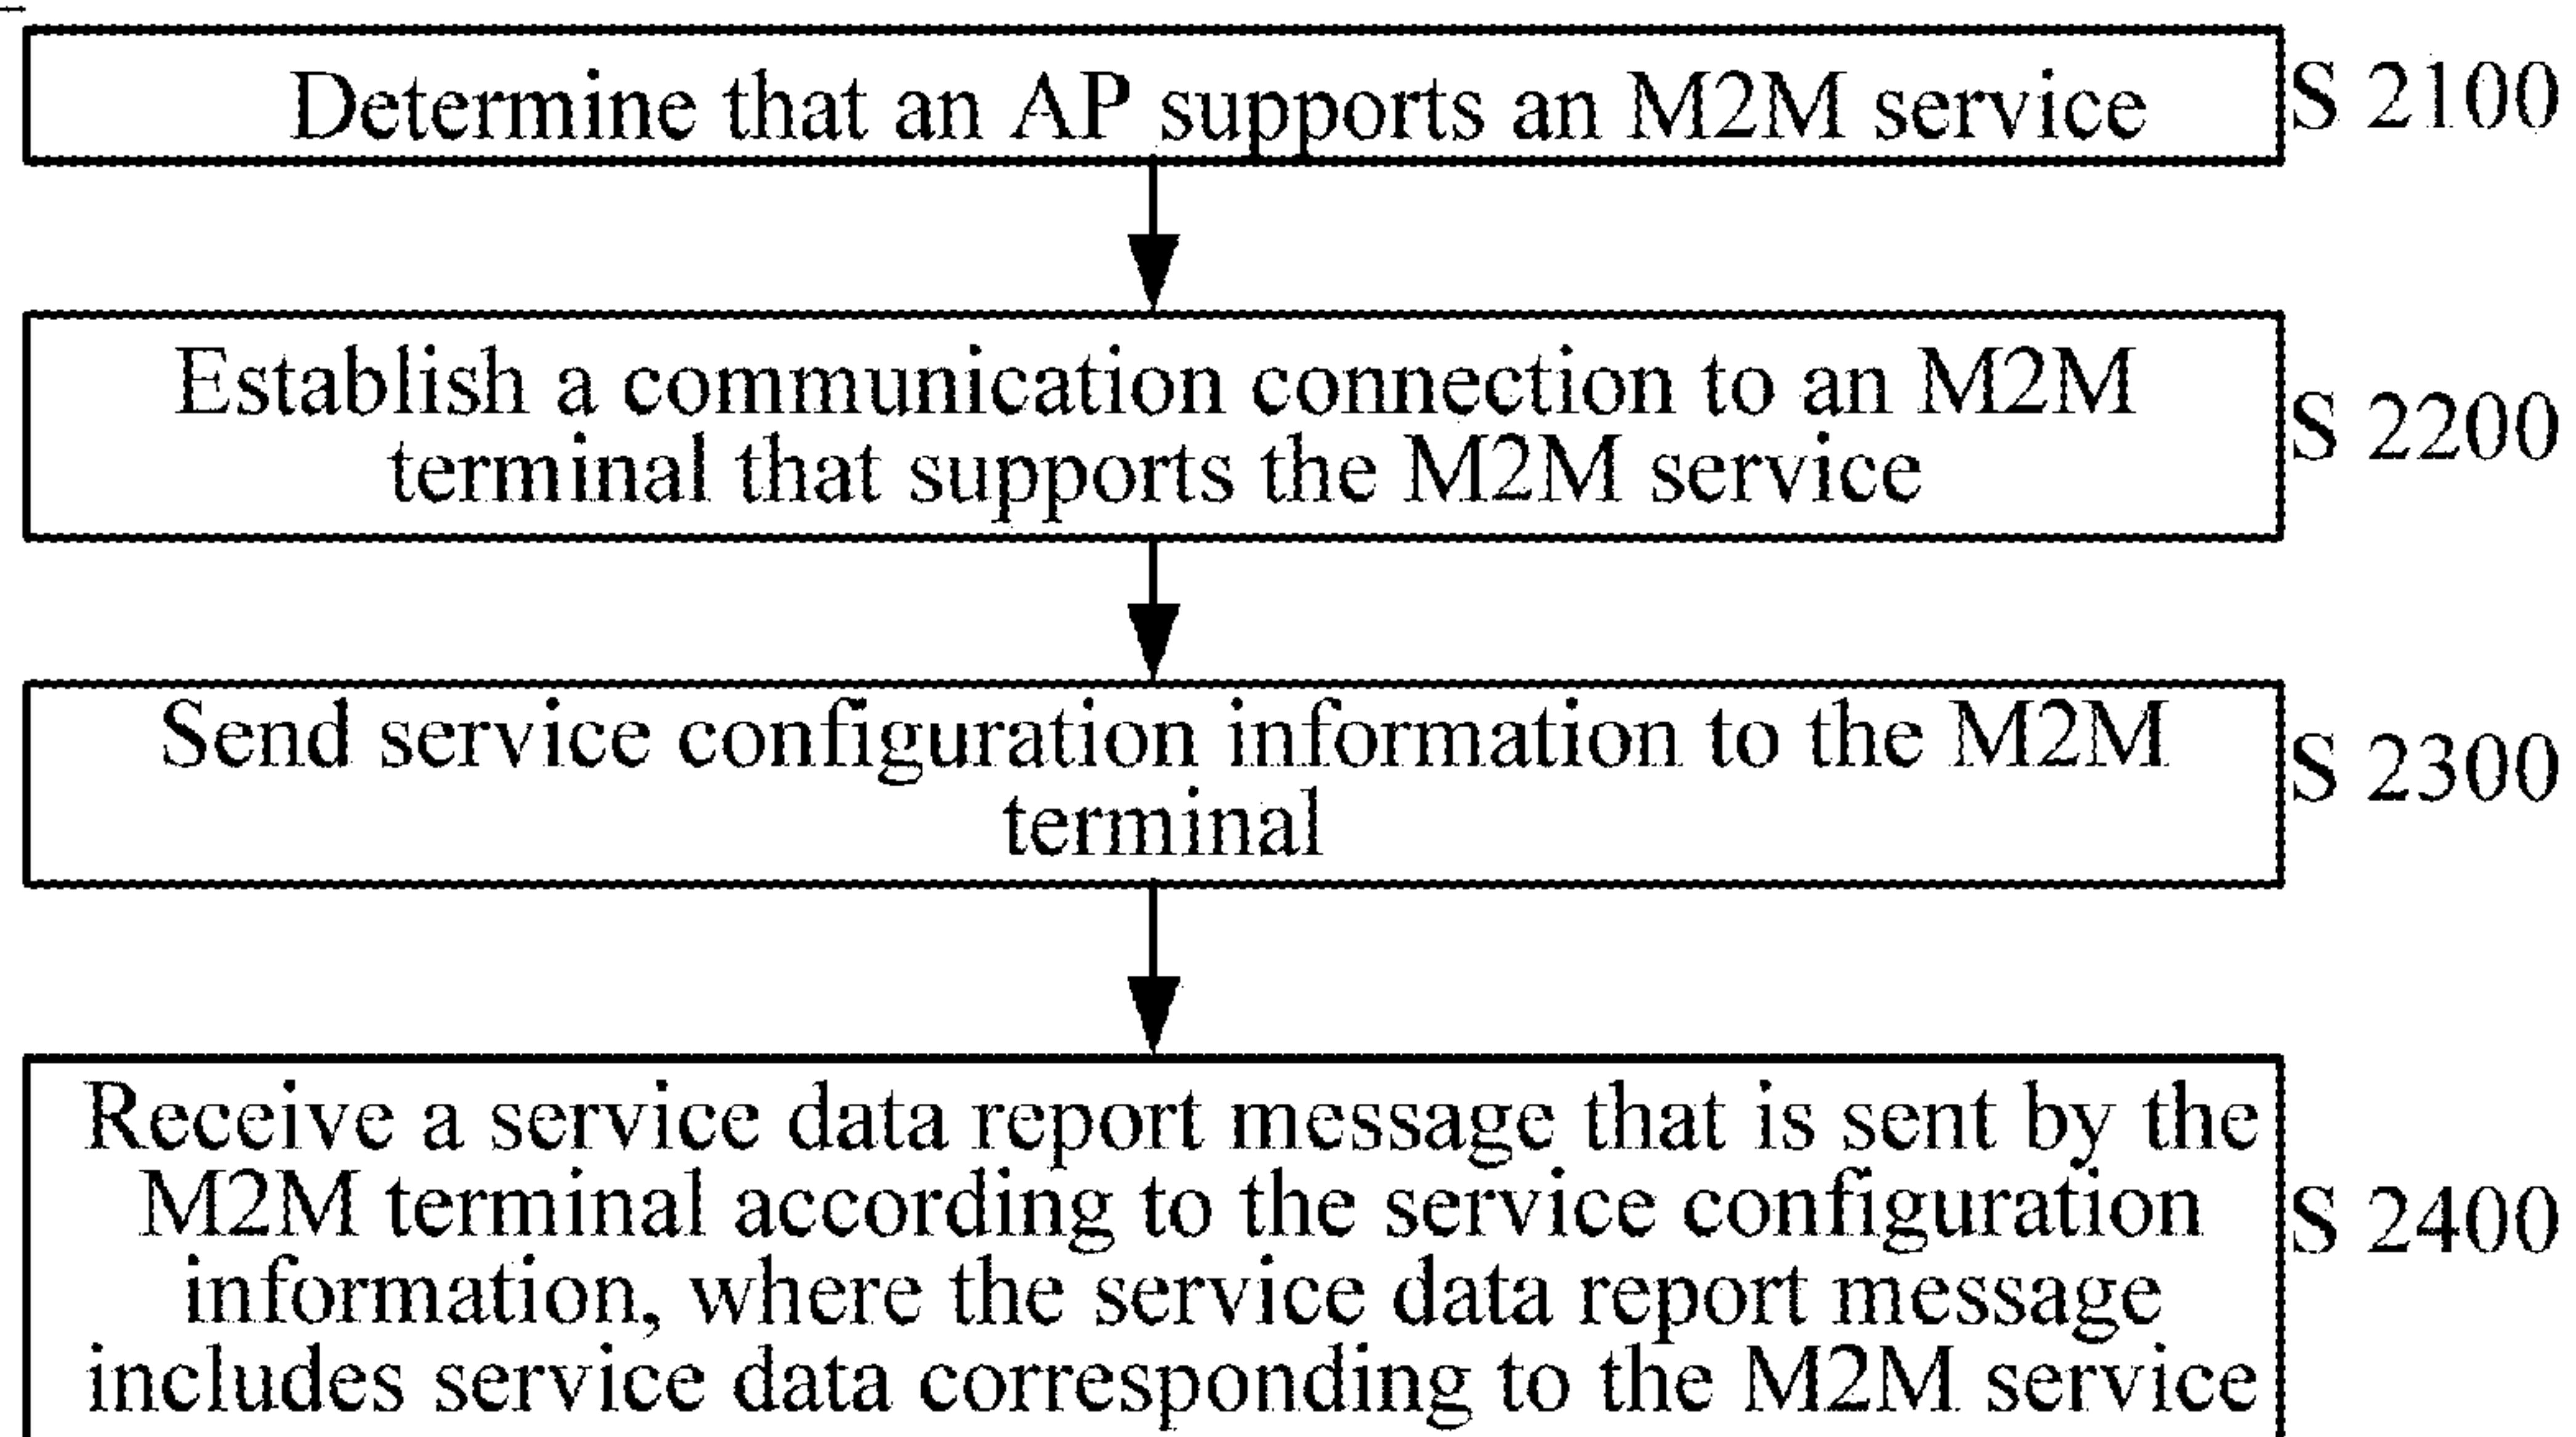 Determine that an AP supports an M2M service
S 2100
Establish a communication connection to an M2M
terminal that supports the M2M service
S 2200
Send service configuration information to the M2M
terminal
S 2300
Receive a service data report message that is sent by the
M2M terminal according to the service configuration
information, where the service data report message
includes service data corresponding to the M2M service
S 2400